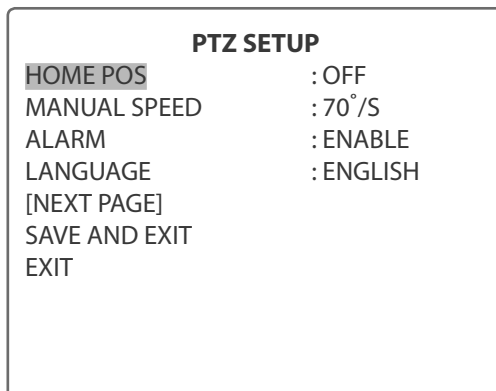 PTZ SETUP
HOME POS : OFF
MANUAL SPEED : 70°/S
ALARM : ENABLE
LANGUAGE : ENGLISH
[NEXT PAGE]
SAVE AND EXIT
EXIT